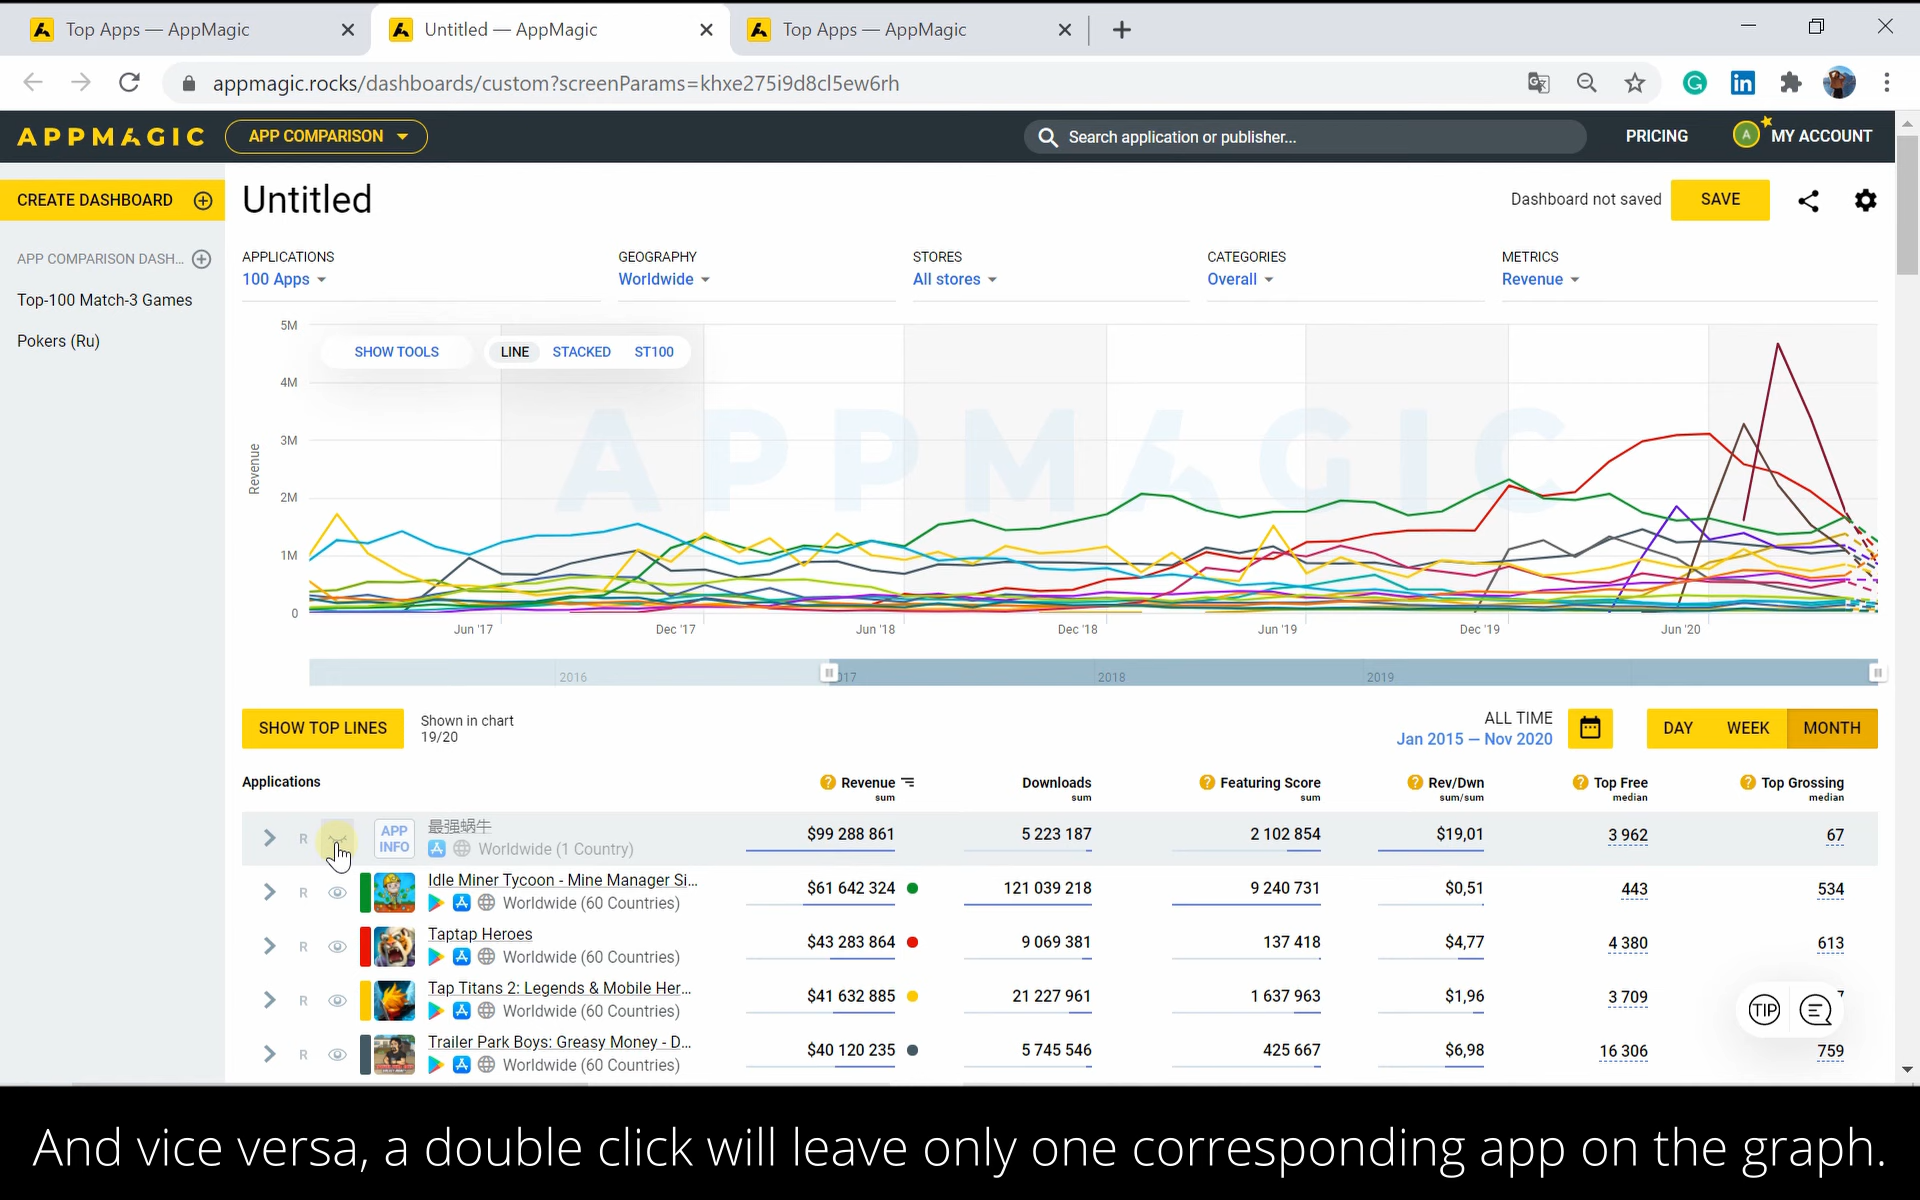 Top Apps — AppMagic
Untitled — AppMagic
Top Apps — AppMagic
appmagic.rocks/dashboards/custom?screenParams=khxe275i9d8cl5ew6rh
APPMAGIC
APP COMPARISON
Search application or publisher...
PRICING
A
MY ACCOUNT
CREATE DASHBOARD
Untitled
Dashboard not saved
SAVE
APP COMPARISON DASH...
Top-100 Match-3 Games
Pokers (Ru)
APPLICATIONS
100 Apps
GEOGRAPHY
Worldwide
STORES
All stores
CATEGORIES
Overall
METRICS
Revenue
SHOW TOOLS
LINE
STACKED
ST100
5M
4M
3M
2M
1M
0
Revenue
APPMAGIC
Jun '17
Dec '17
Jun '18
Dec '18
Jun '19
Dec '19
Jun '20
2016
017
2018
2019
SHOW TOP LINES
Shown in chart
19/20
ALL TIME
Jan 2015 — Nov 2020
DAY
WEEK
MONTH
Applications
? Revenue
sum
Downloads
sum
? Featuring Score
sum
? Rev/Dwn
sum/sum
? Top Free
median
? Top Grossing
median
R
APP
INFO
最强蜗牛
Worldwide (1 Country)
$99 288 861
5 223 187
2 102 854
$19,01
3 962
67
R
Idle Miner Tycoon - Mine Manager Si...
Worldwide (60 Countries)
$61 642 324
121 039 218
9 240 731
$0,51
443
534
R
Taptap Heroes
Worldwide (60 Countries)
$43 283 864
9 069 381
137 418
$4,77
4 380
613
R
Tap Titans 2: Legends & Mobile Her...
Worldwide (60 Countries)
$41 632 885
21 227 961
1 637 963
$1,96
3 709
7
TIP
R
Trailer Park Boys: Greasy Money - D...
Worldwide (60 Countries)
$40 120 235
5 745 546
425 667
$6,98
16 306
759
And vice versa, a double click will leave only one corresponding app on the graph.